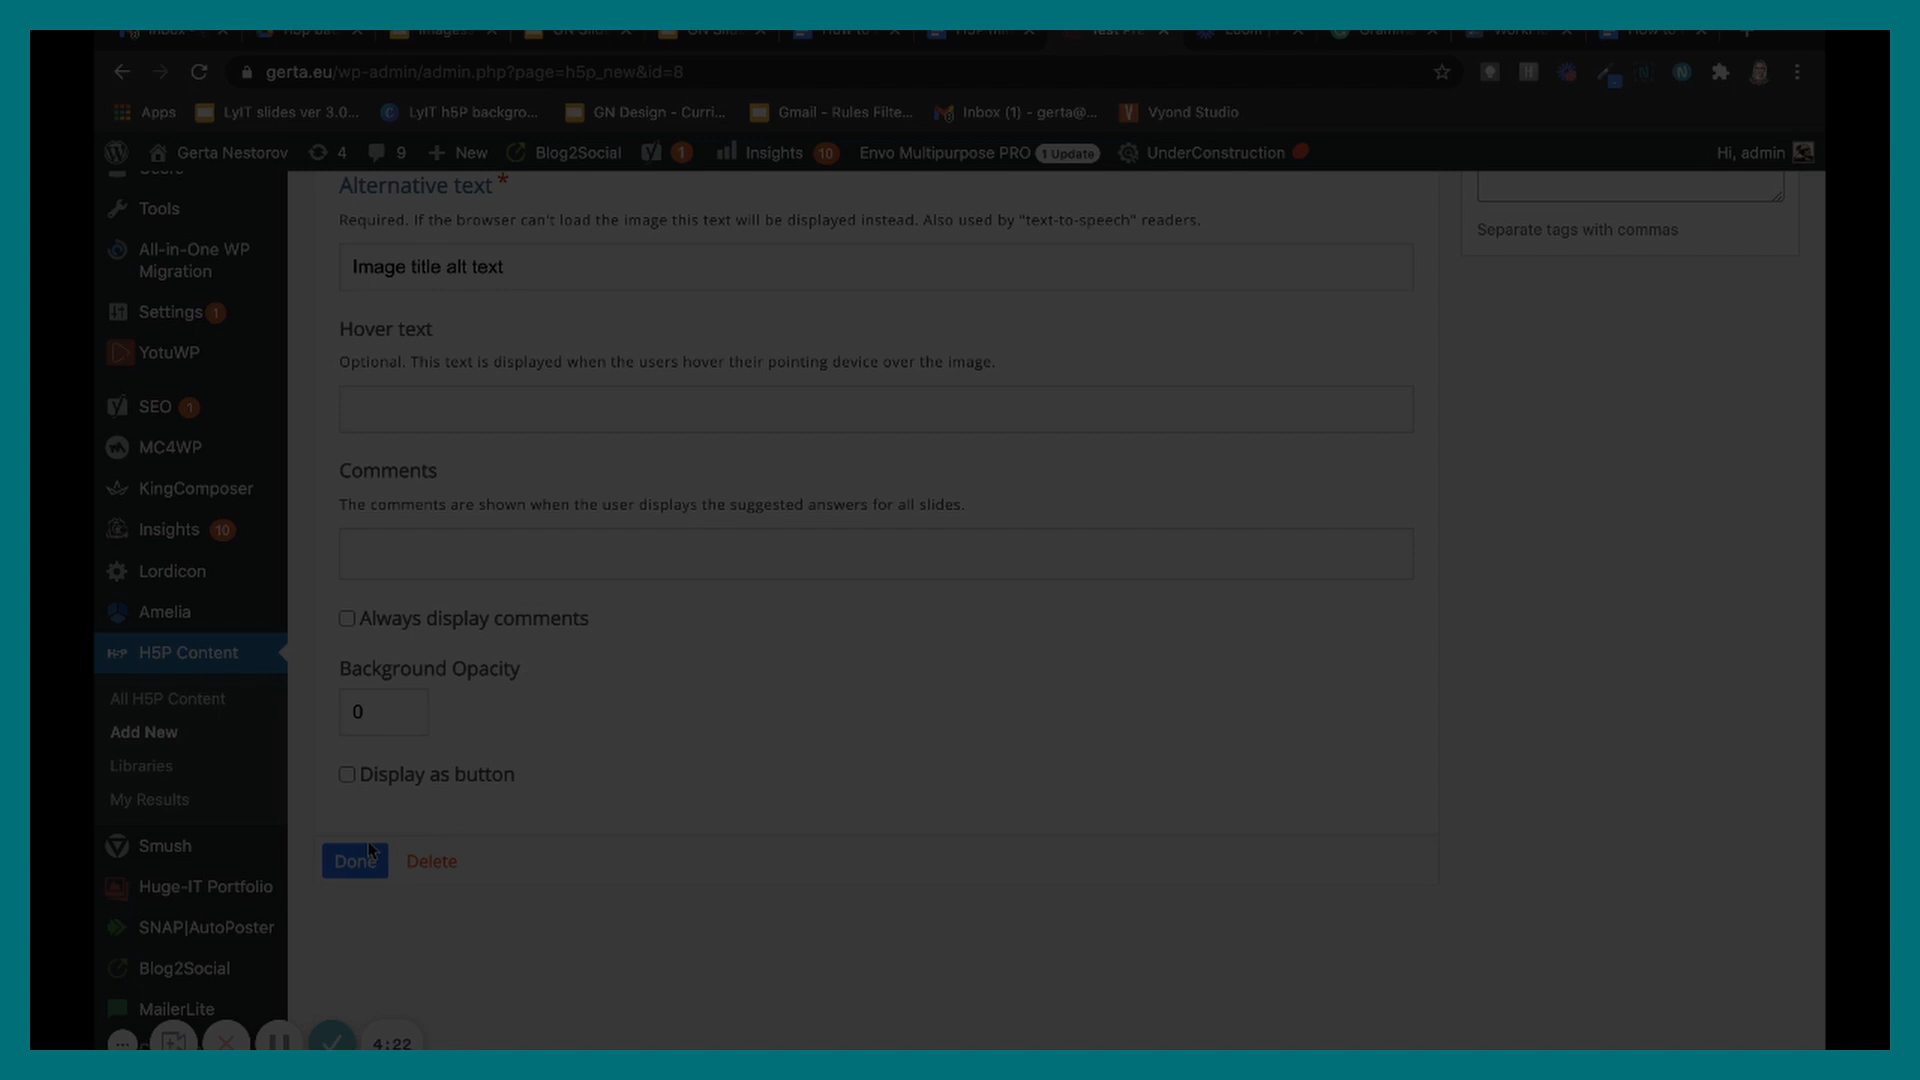 gerta.eu/wp-admin/admin.php?page=h5p_new&id=8
Apps LyIT slides ver 3.0... LyIT h5P backgro... GN Design - Curri... Gmail - Rules Filte... Inbox (1) - gerta@... Vyond Studio
Gerta Nestorov 4 9 + New Blog2Social 1 Insights 10 Envo Multipurpose PRO 1 Update UnderConstruction Hi, admin
Tools
All-in-One WP
Migration
Settings 1
YotuWP
SEO 1
MC4WP
KingComposer
Insights 10
Lordicon
Amelia
H5P H5P Content
All H5P Content
Add New
Libraries
My Results
Smush
Huge-IT Portfolio
SNAP|AutoPoster
Blog2Social
MailerLite
Alternative text *
Required. If the browser can't load the image this text will be displayed instead. Also used by "text-to-speech" readers.
Image title alt text
Hover text
Optional. This text is displayed when the users hover their pointing device over the image.
Comments
The comments are shown when the user displays the suggested answers for all slides.
Always display comments
Background Opacity
0
Display as button
Done Delete
Separate tags with commas
4:22